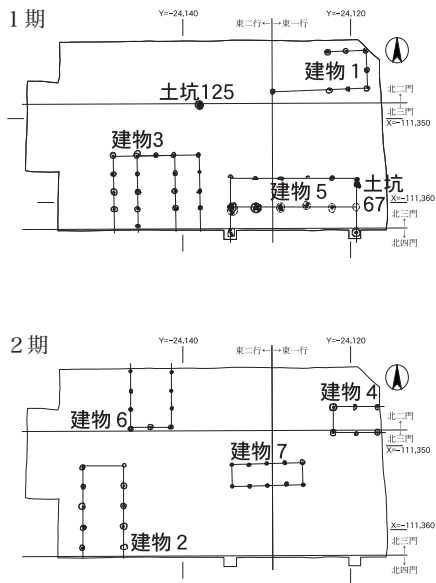 1期
Y=-24,140
東二行←→東一行
Y=-24,120
建物1
北二門
↑
↓
北三門
X=-111,350
土坑125
建物3
建物5
土坑
67
X=-111,360
北三門
↑
↓
北四門
2期
Y=-24,140
東二行←→東一行
Y=-24,120
建物6
建物4
北二門
↑
↓
北三門
X=-111,350
建物7
建物2
X=-111,360
北三門
↑
↓
北四門